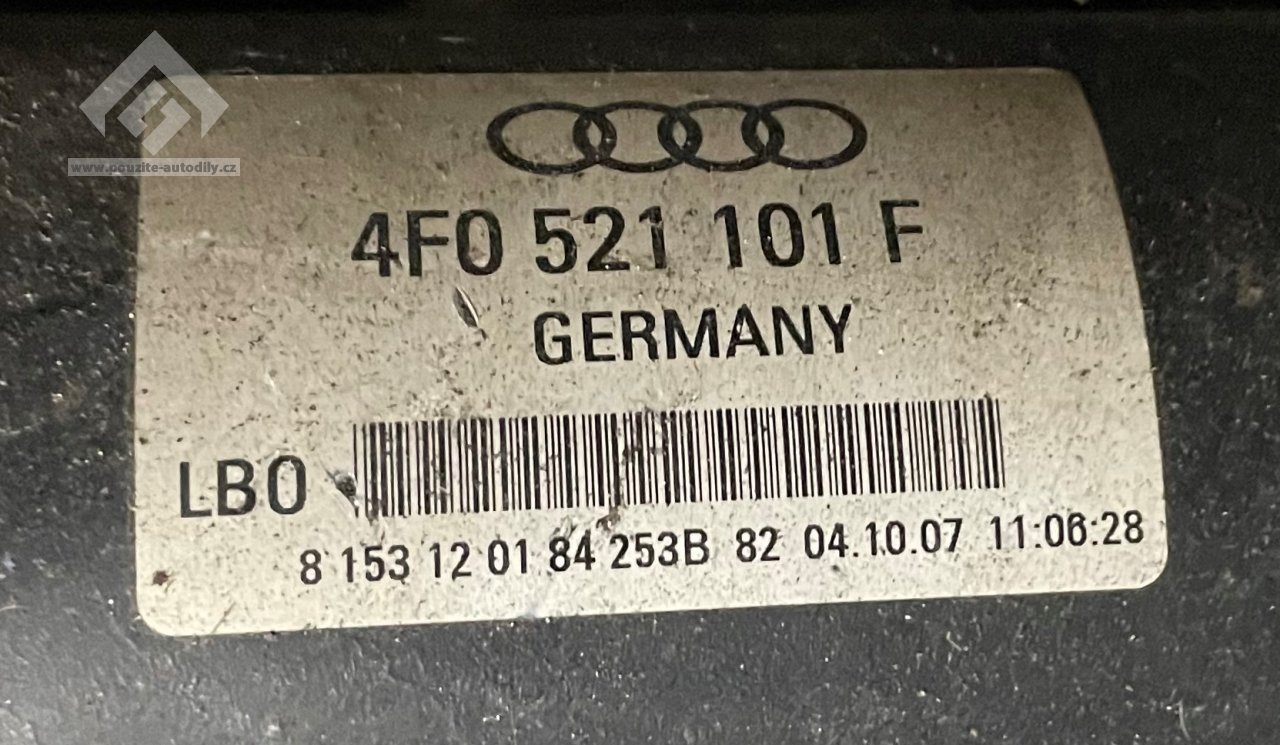 www.pouzite-autodily.cz
4F0 521 101 F
GERMANY
LB0
8 153 12 01 84 253B 82 04.10.07 11:06:28